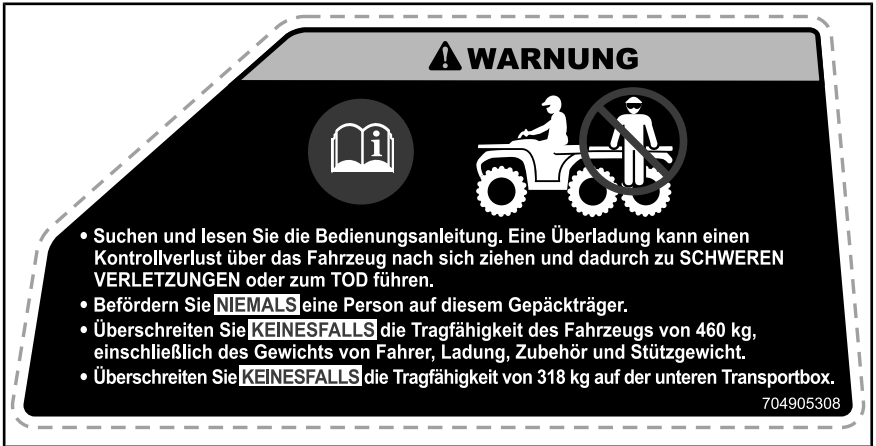 WARNUNG
• Suchen und lesen Sie die Bedienungsanleitung. Eine Überladung kann einen
Kontrollverlust über das Fahrzeug nach sich ziehen und dadurch zu SCHWEREN
VERLETZUNGEN oder zum TOD führen.
• Befördern Sie NIEMALS eine Person auf diesem Gepäckträger.
• Überschreiten Sie KEINESFALLS die Tragfähigkeit des Fahrzeugs von 460 kg,
einschließlich des Gewichts von Fahrer, Ladung, Zubehör und Stützgewicht.
• Überschreiten Sie KEINESFALLS die Tragfähigkeit von 318 kg auf der unteren Transportbox.
704905308